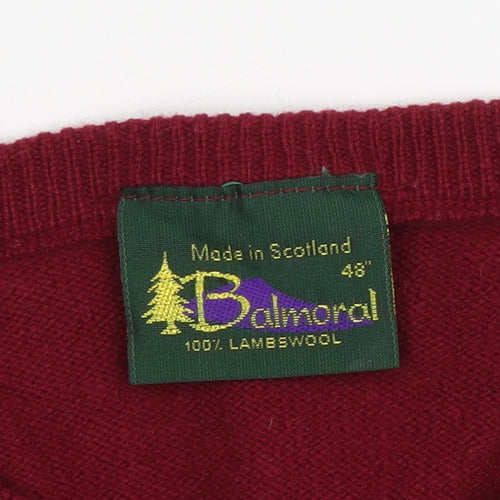 Made in Scotland
48"
Balmoral
100% LAMBSWOOL